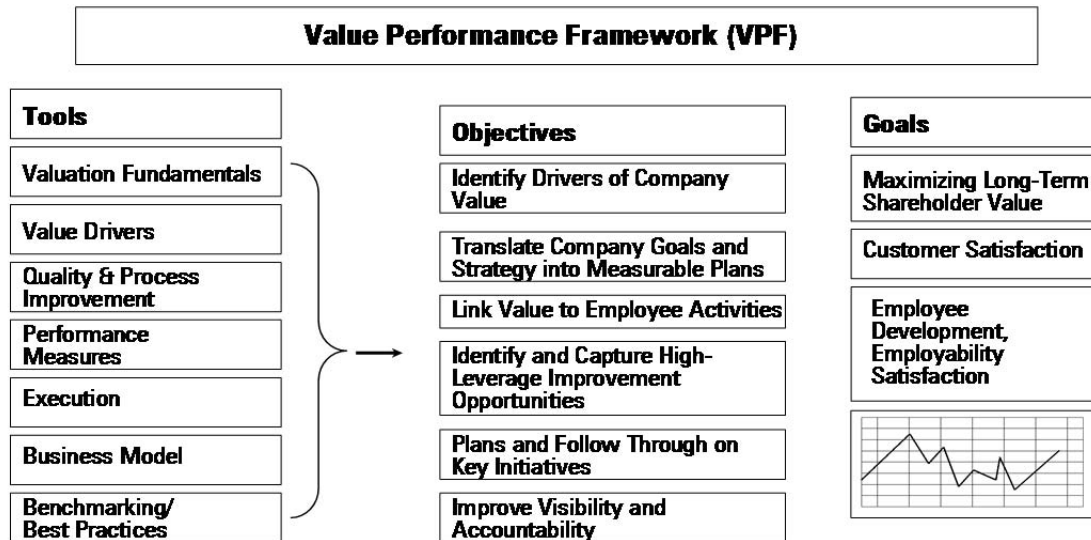 Value Performance Framework (VPF)
Tools
Valuation Fundamentals
Value Drivers
Quality & Process
Improvement
Performance
Measures
Execution
Business Model
Benchmarking/
Best Practices
Objectives
Identify Drivers of Company
Value
Translate Company Goals and
Strategy into Measurable Plans
Link Value to Employee Activities
Identify and Capture High-
Leverage Improvement
Opportunities
Plans and Follow Through on
Key Initiatives
Improve Visibility and
Accountability
Goals
Maximizing Long-Term
Shareholder Value
Customer Satisfaction
Employee
Development,
Employability
Satisfaction